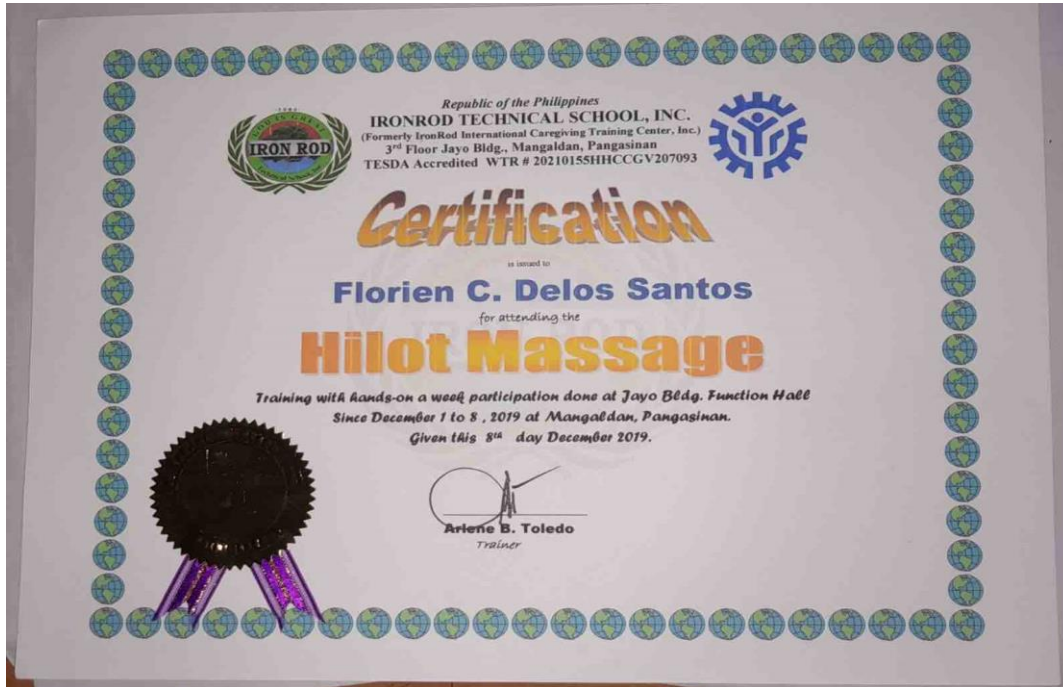 Republic of the Philippines
IRONROD TECHNICAL SCHOOL, INC.
(Formerly IronRod International Caregiving Training Center, Inc.)
3rd Floor Jayo Bldg., Mangaldan, Pangasinan
TESDA Accredited WTR # 20210155HHCCGV207093
GOD IS GREAT
IRON ROD
Certification
is issued to
Florien C. Delos Santos
for attending the
Hilot Massage
Training with hands-on a week participation done at Jayo Bldg. Function Hall
Since December 1 to 8 , 2019 at Mangaldan, Pangasinan.
Given this 8th day December 2019.
Arlene B. Toledo
Trainer